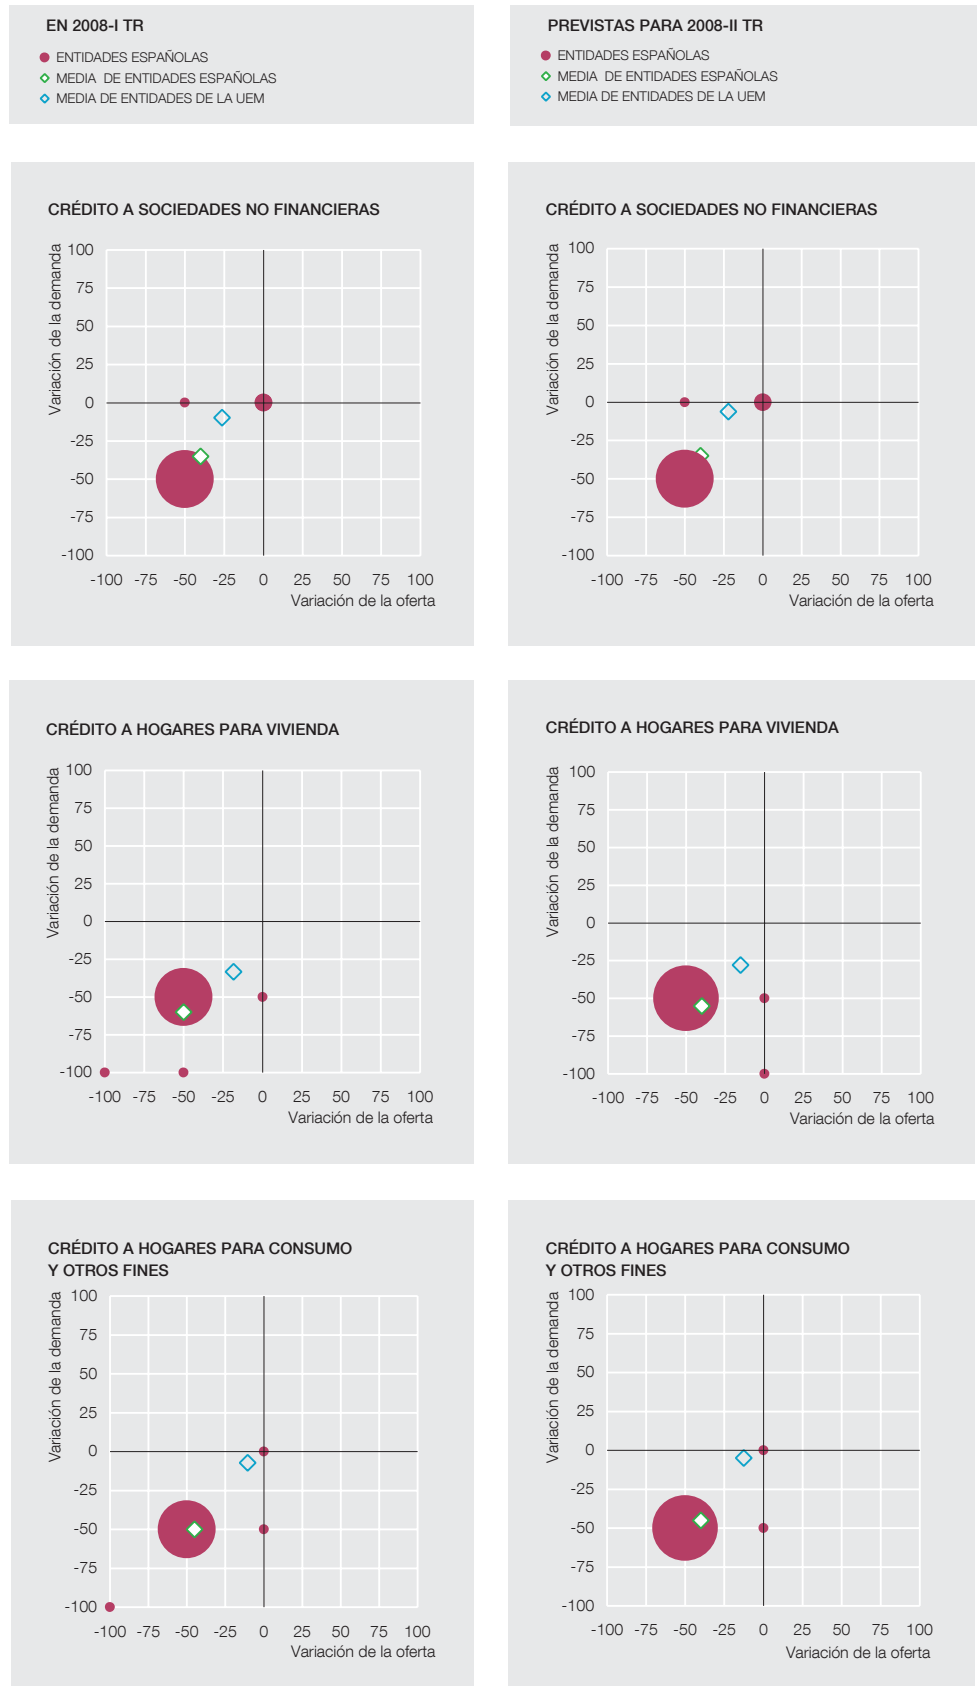 EN 2008-I TR
ENTIDADES ESPAÑOLAS
MEDIA DE ENTIDADES ESPAÑOLAS
MEDIA DE ENTIDADES DE LA UEM
PREVISTAS PARA 2008-II TR
ENTIDADES ESPAÑOLAS
MEDIA DE ENTIDADES ESPAÑOLAS
MEDIA DE ENTIDADES DE LA UEM
CRÉDITO A SOCIEDADES NO FINANCIERAS
Variación de la demanda
100
75
50
25
0
-25
-50
-75
-100
-100 -75 -50 -25 0 25 50 75 100
Variación de la oferta
CRÉDITO A SOCIEDADES NO FINANCIERAS
Variación de la demanda
100
75
50
25
0
-25
-50
-75
-100
-100 -75 -50 -25 0 25 50 75 100
Variación de la oferta
CRÉDITO A HOGARES PARA VIVIENDA
Variación de la demanda
100
75
50
25
0
-25
-50
-75
-100
-100 -75 -50 -25 0 25 50 75 100
Variación de la oferta
CRÉDITO A HOGARES PARA VIVIENDA
Variación de la demanda
100
75
50
25
0
-25
-50
-75
-100
-100 -75 -50 -25 0 25 50 75 100
Variación de la oferta
CRÉDITO A HOGARES PARA CONSUMO
Y OTROS FINES
Variación de la demanda
100
75
50
25
0
-25
-50
-75
-100
-100 -75 -50 -25 0 25 50 75 100
Variación de la oferta
CRÉDITO A HOGARES PARA CONSUMO
Y OTROS FINES
Variación de la demanda
100
75
50
25
0
-25
-50
-75
-100
-100 -75 -50 -25 0 25 50 75 100
Variación de la oferta